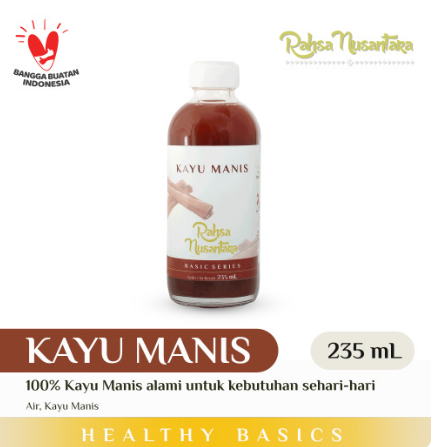 BANGGA BUATAN
INDONESIA
Rahsa Nusantara
KAYU MANIS
Rahsa
Nusantara
BASIC SERIES
235 mL
KAYU MANIS
235 mL
100% Kayu Manis alami untuk kebutuhan sehari-hari
Air, Kayu Manis
HEALTHY BASICS